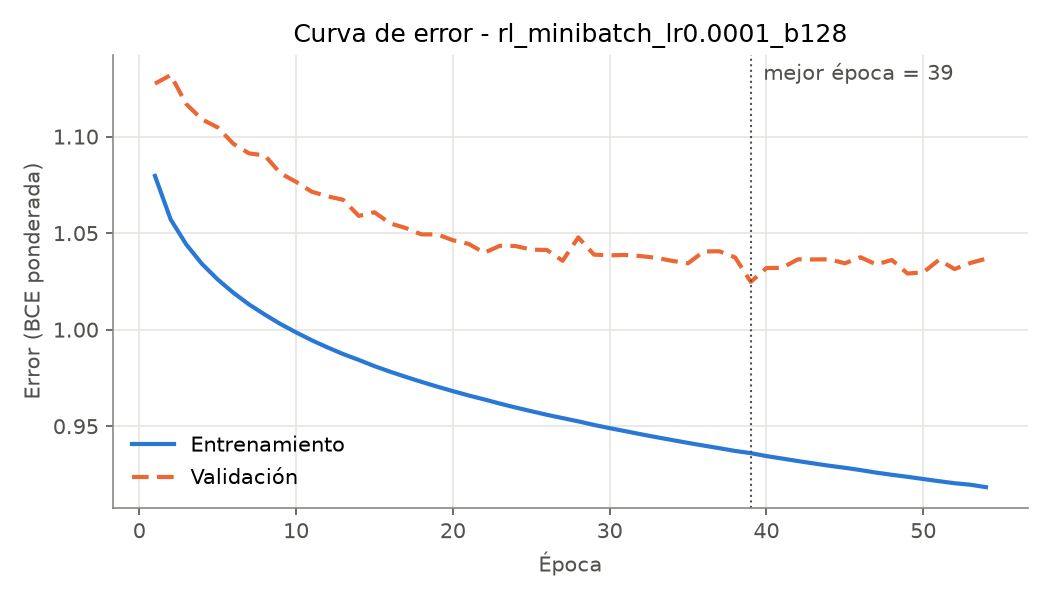 Curva de error - rl_minibatch_lr0.0001_b128
mejor época = 39
Error (BCE ponderada)
1.10
1.05
1.00
0.95
Entrenamiento
Validación
0 10 20 30 40 50
Época